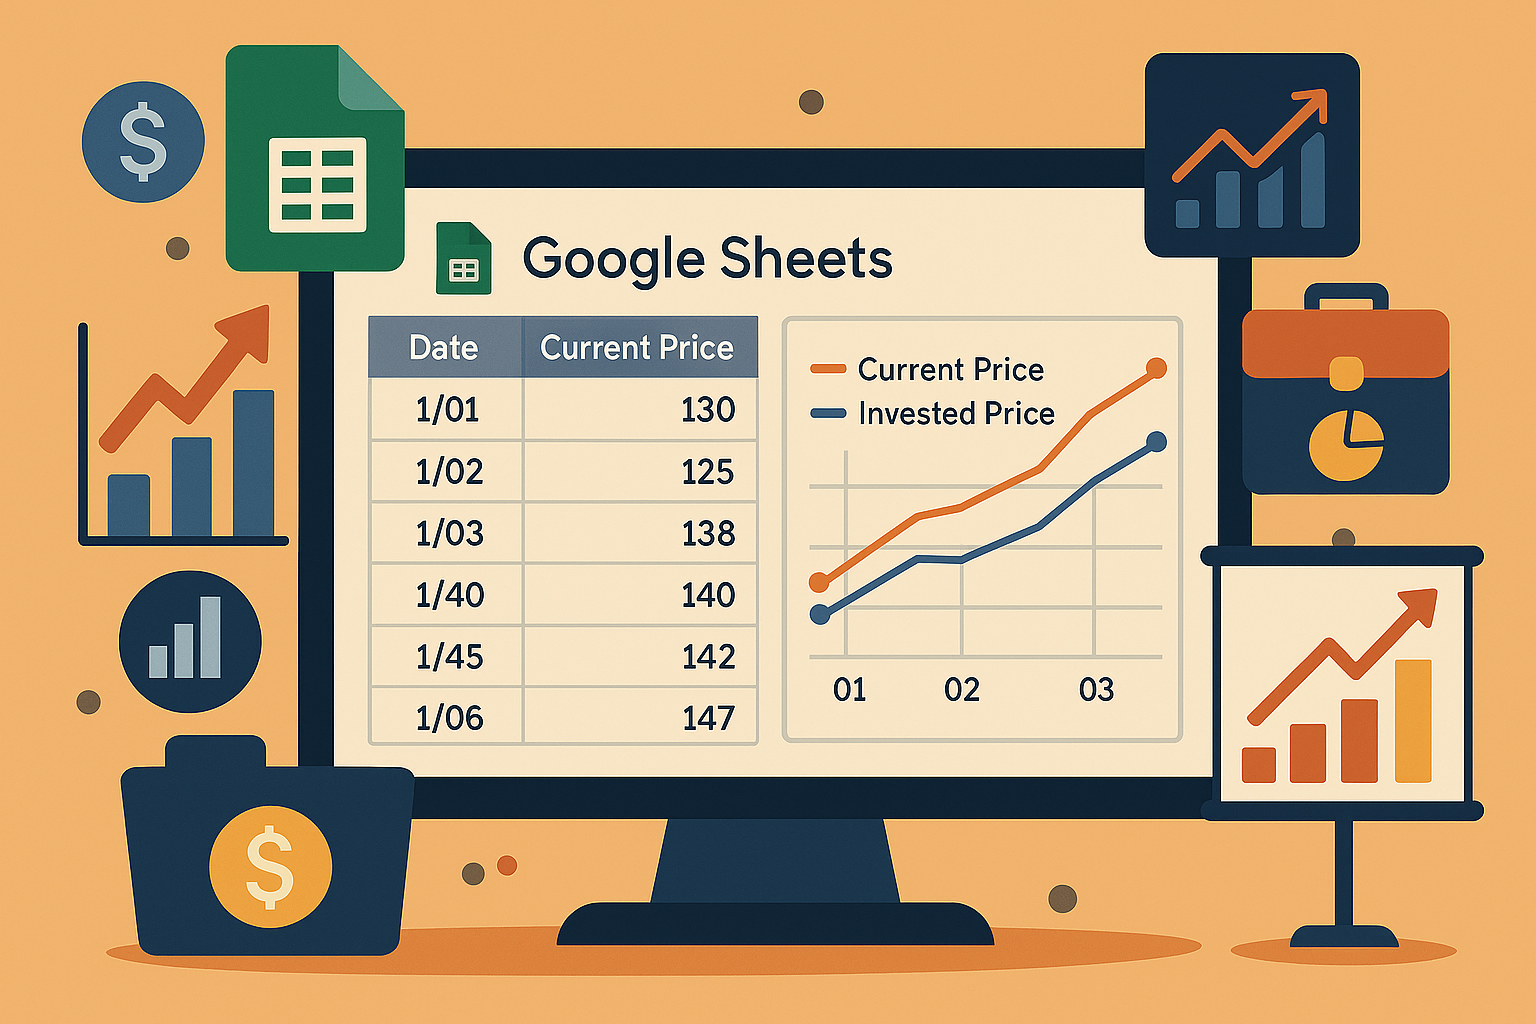 $
Google Sheets
Date Current Price
1/01 130
1/02 125
1/03 138
1/40 140
1/45 142
1/06 147
Current Price
Invested Price
01 02 03
$